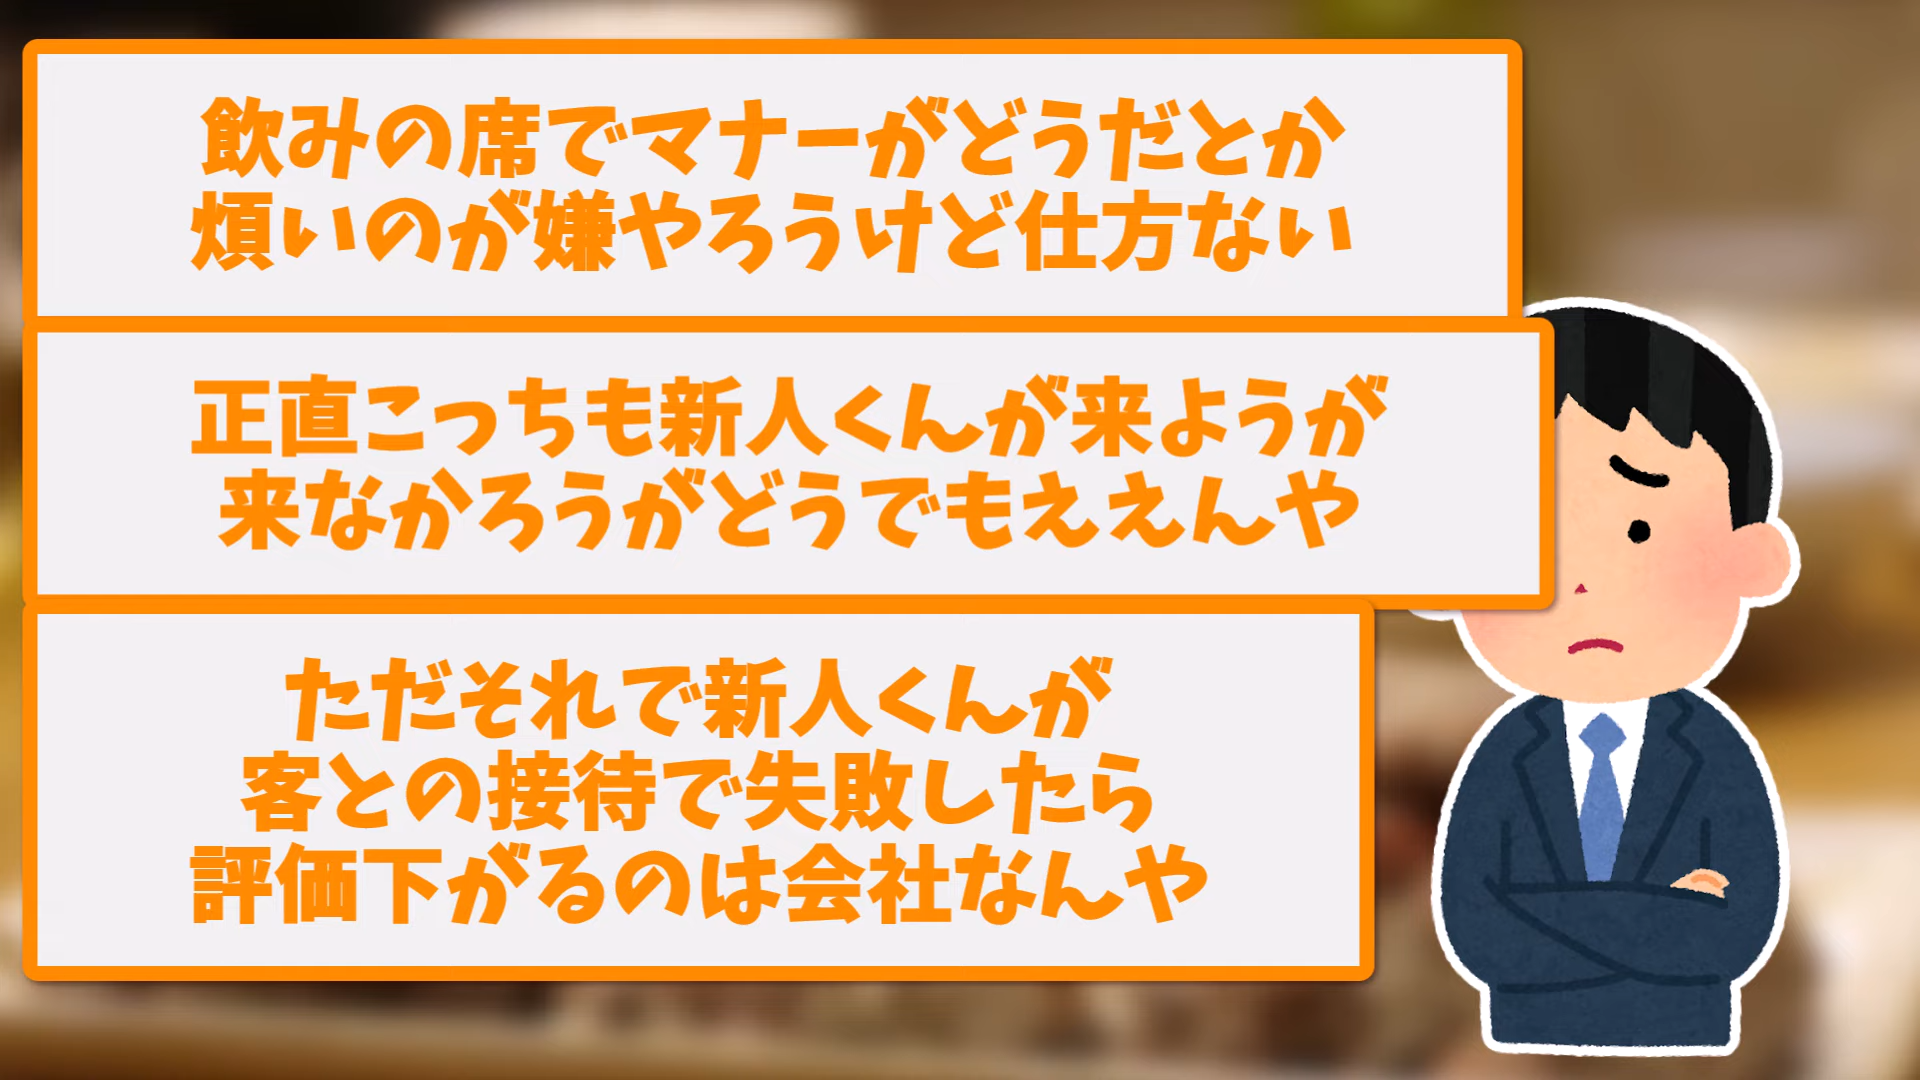 飲みの席でマナーがどうだとか
煩いのが嫌やろうけど仕方ない
正直こっちも新人くんが来ようが
来なかろうがどうでもええんや
ただそれで新人くんが
客との接待で失敗したら
評価下がるのは会社なんや